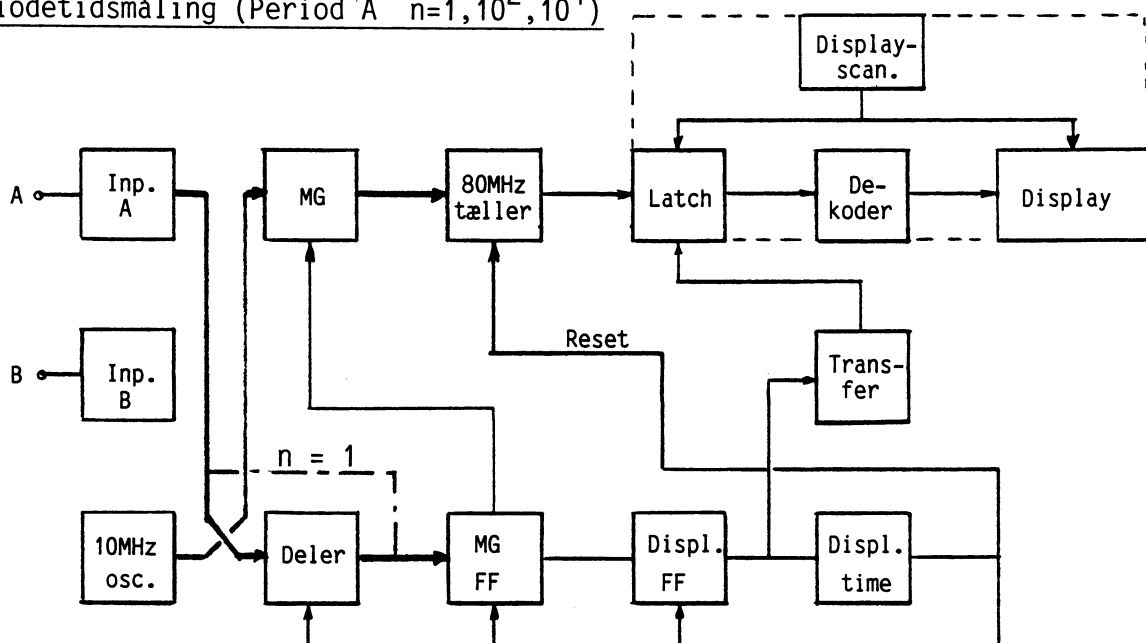 iodetidsmåling (Period A n=1,10²,10⁴)
Display-
scan.
A
Inp.
A
MG
80MHz
tæller
Latch
De-
koder
Display
Reset
B
Inp.
B
Trans-
fer
n = 1
10MHz
osc.
Deler
MG
FF
Displ.
FF
Displ.
time